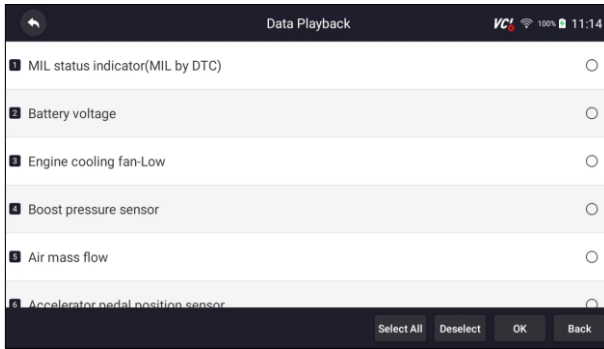 Data Playback VCI 100% 11:14
1 MIL status indicator(MIL by DTC)
2 Battery voltage
3 Engine cooling fan-Low
4 Boost pressure sensor
5 Air mass flow
6 Accelerator pedal position sensor
Select All Deselect OK Back